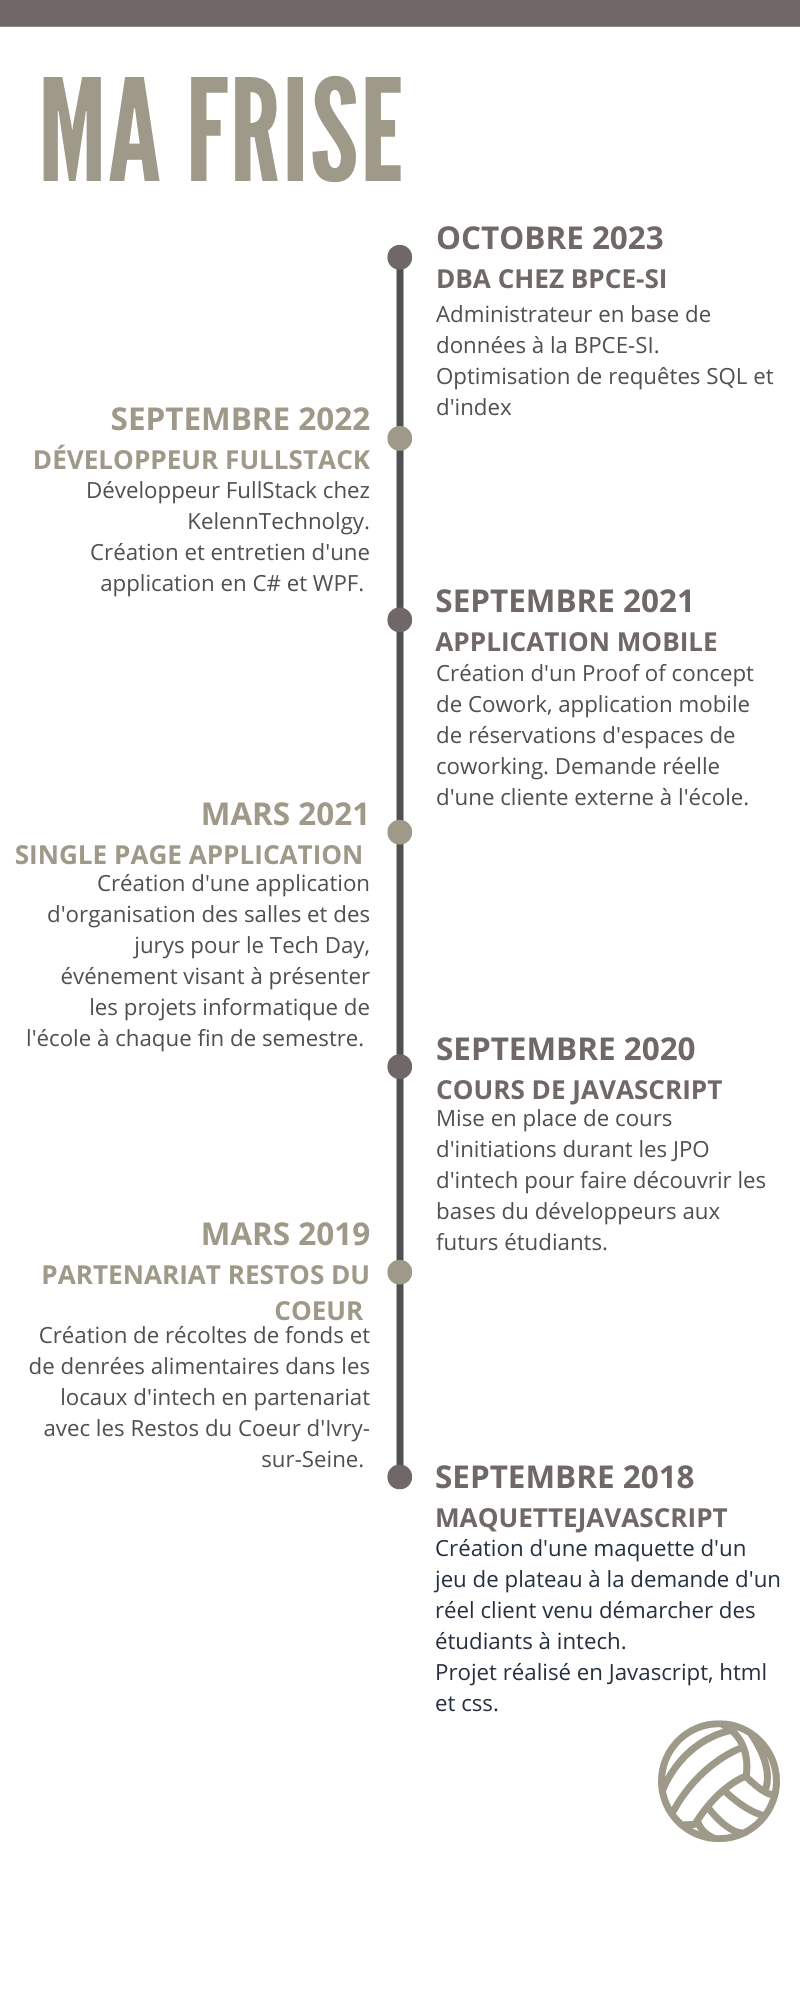 MA FRISE
OCTOBRE 2023
DBA CHEZ BPCE-SI
Administrateur en base de
données à la BPCE-SI.
Optimisation de requêtes SQL et
d'index
SEPTEMBRE 2022
DÉVELOPPEUR FULLSTACK
Développeur FullStack chez
KelennTechnolgy.
Création et entretien d'une
application en C# et WPF.
SEPTEMBRE 2021
APPLICATION MOBILE
Création d'un Proof of concept
de Cowork, application mobile
de réservations d'espaces de
coworking. Demande réelle
d'une cliente externe à l'école.
MARS 2021
SINGLE PAGE APPLICATION
Création d'une application
d'organisation des salles et des
jurys pour le Tech Day,
événement visant à présenter
les projets informatique de
l'école à chaque fin de semestre.
SEPTEMBRE 2020
COURS DE JAVASCRIPT
Mise en place de cours
d'initiations durant les JPO
d'intech pour faire découvrir les
bases du développeurs aux
futurs étudiants.
MARS 2019
PARTENARIAT RESTOS DU
COEUR
Création de récoltes de fonds et
de denrées alimentaires dans les
locaux d'intech en partenariat
avec les Restos du Coeur d'Ivry-
sur-Seine.
SEPTEMBRE 2018
MAQUETTEJAVASCRIPT
Création d'une maquette d'un
jeu de plateau à la demande d'un
réel client venu démarcher des
étudiants à intech.
Projet réalisé en Javascript, html
et css.